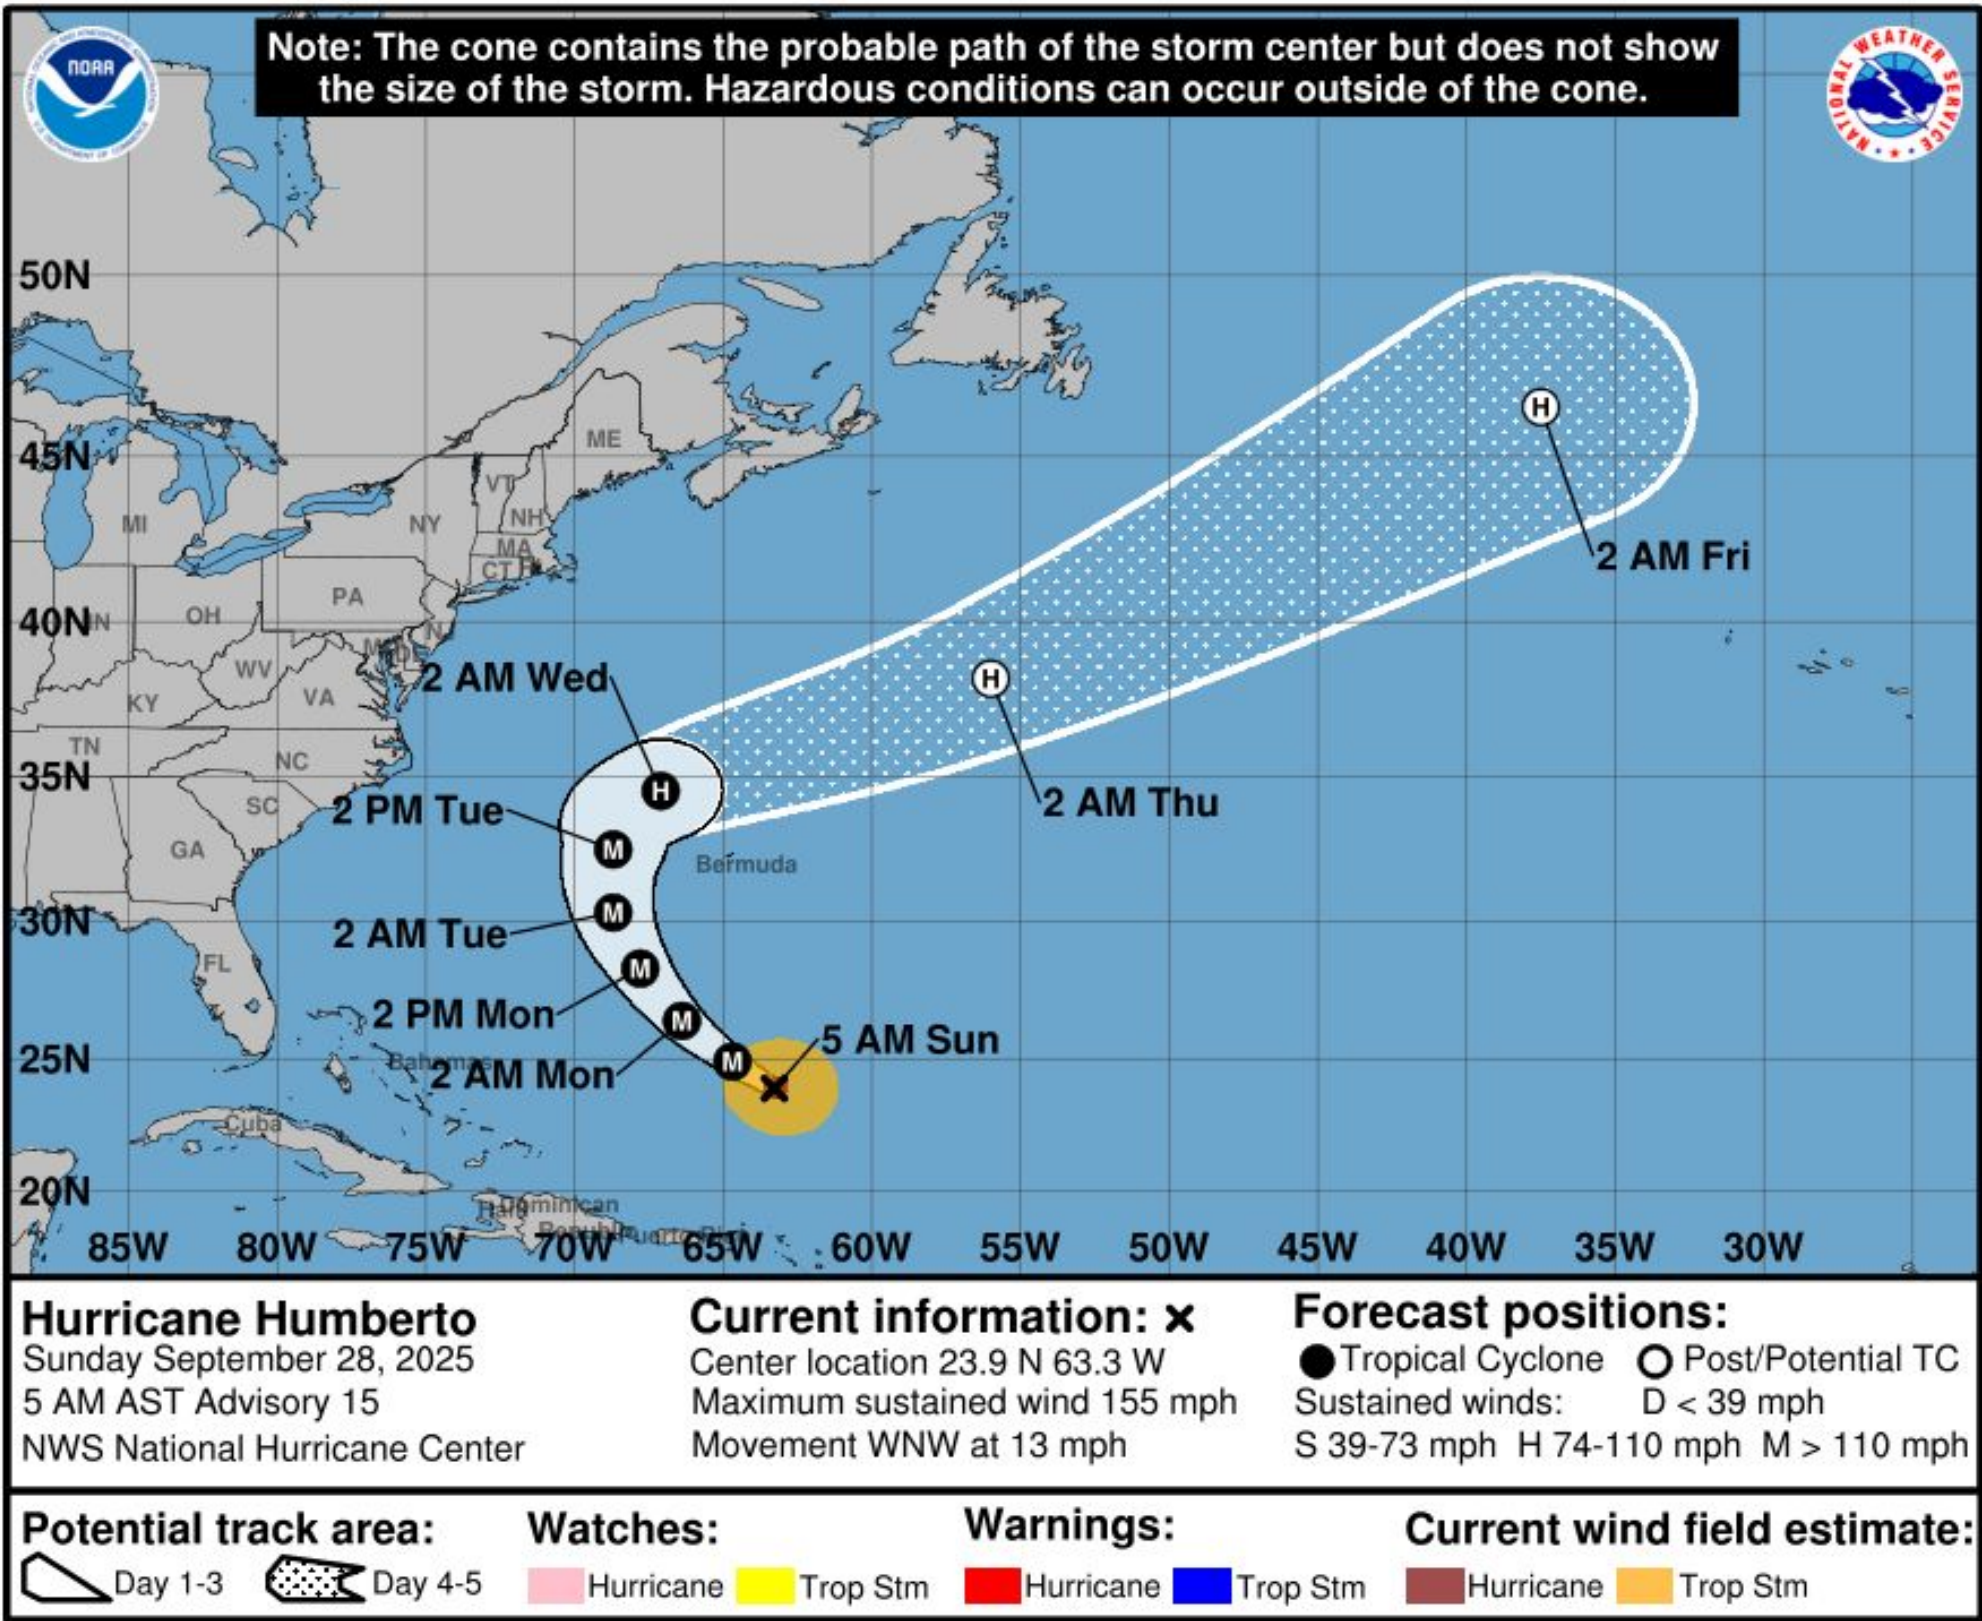 Note: The cone contains the probable path of the storm center but does not show
the size of the storm. Hazardous conditions can occur outside of the cone.
NOAA
NATIONAL WEATHER SERVICE
50N
45N
40N
35N
30N
25N
20N
85W
80W
75W
70W
65W
60W
55W
50W
45W
40W
35W
30W
ME
VT
NH
MI
NY
MA
CT
PA
OH
WV
VA
KY
TN
NC
SC
GA
FL
Bermuda
Bahamas
Cuba
Dominican
Republic
2 AM Fri
2 AM Thu
2 AM Wed
2 PM Tue
2 AM Tue
2 PM Mon
2 AM Mon
5 AM Sun
H
H
H
M
M
M
M
M
Hurricane Humberto
Sunday September 28, 2025
5 AM AST Advisory 15
NWS National Hurricane Center
Current information: ×
Center location 23.9 N 63.3 W
Maximum sustained wind 155 mph
Movement WNW at 13 mph
Forecast positions:
Tropical Cyclone Post/Potential TC
Sustained winds: D < 39 mph
S 39-73 mph H 74-110 mph M > 110 mph
Potential track area:
Day 1-3 Day 4-5
Watches:
Hurricane Trop Stm
Warnings:
Hurricane Trop Stm
Current wind field estimate:
Hurricane Trop Stm